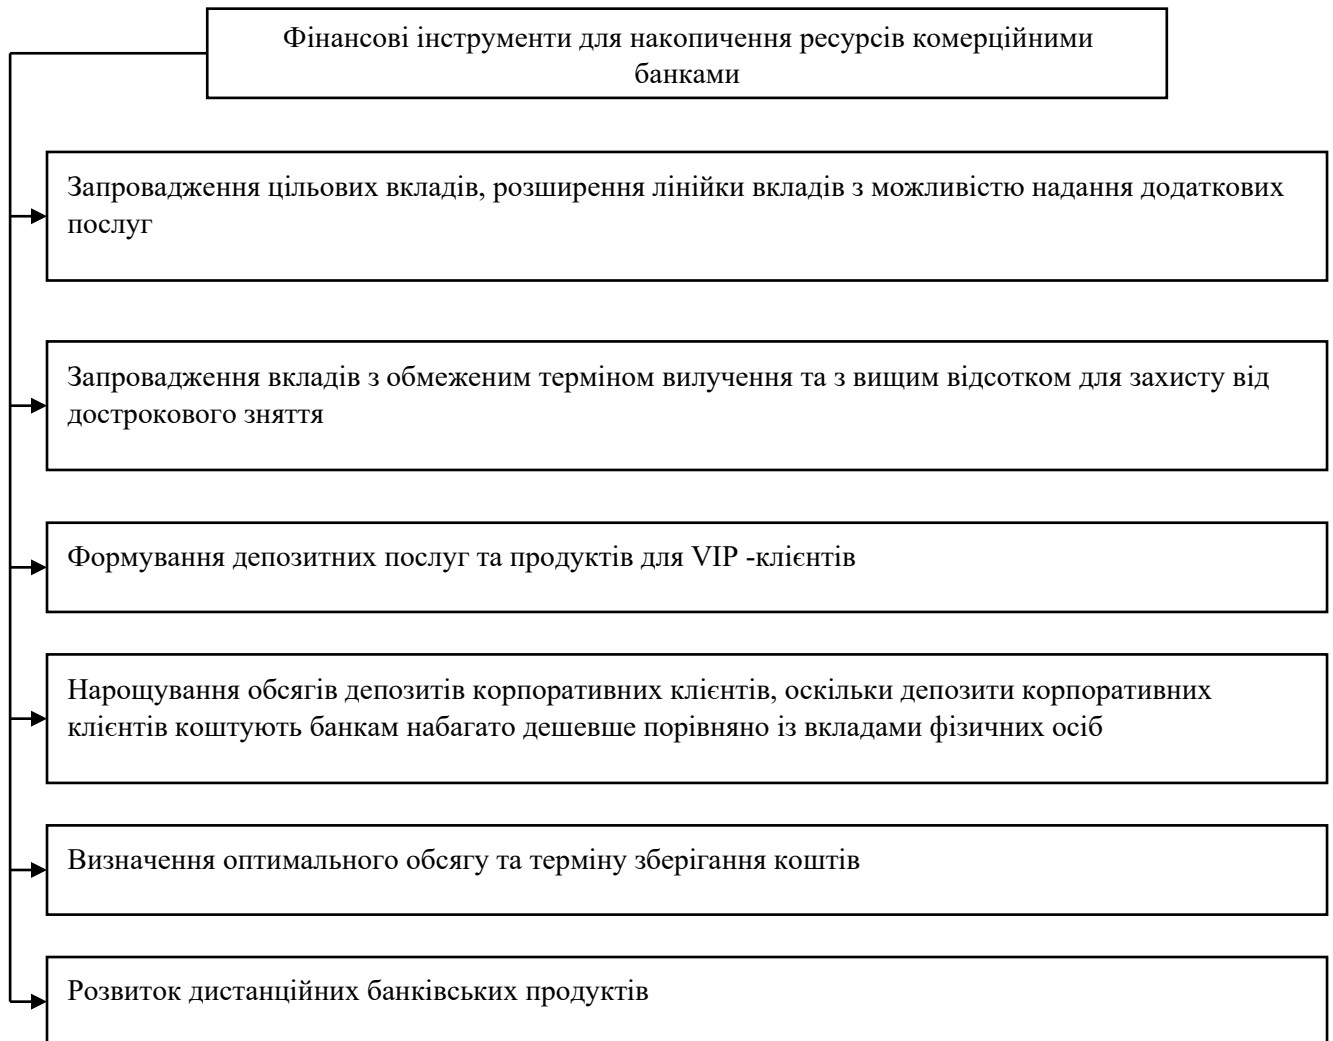 Фінансові інструменти для накопичення ресурсів комерційними
банками
Запровадження цільових вкладів, розширення лінійки вкладів з можливістю надання додаткових
послуг
Запровадження вкладів з обмеженим терміном вилучення та з вищим відсотком для захисту від
дострокового зняття
Формування депозитних послуг та продуктів для VIP -клієнтів
Нарощування обсягів депозитів корпоративних клієнтів, оскільки депозити корпоративних
клієнтів коштують банкам набагато дешевше порівняно із вкладами фізичних осіб
Визначення оптимального обсягу та терміну зберігання коштів
Розвиток дистанційних банківських продуктів